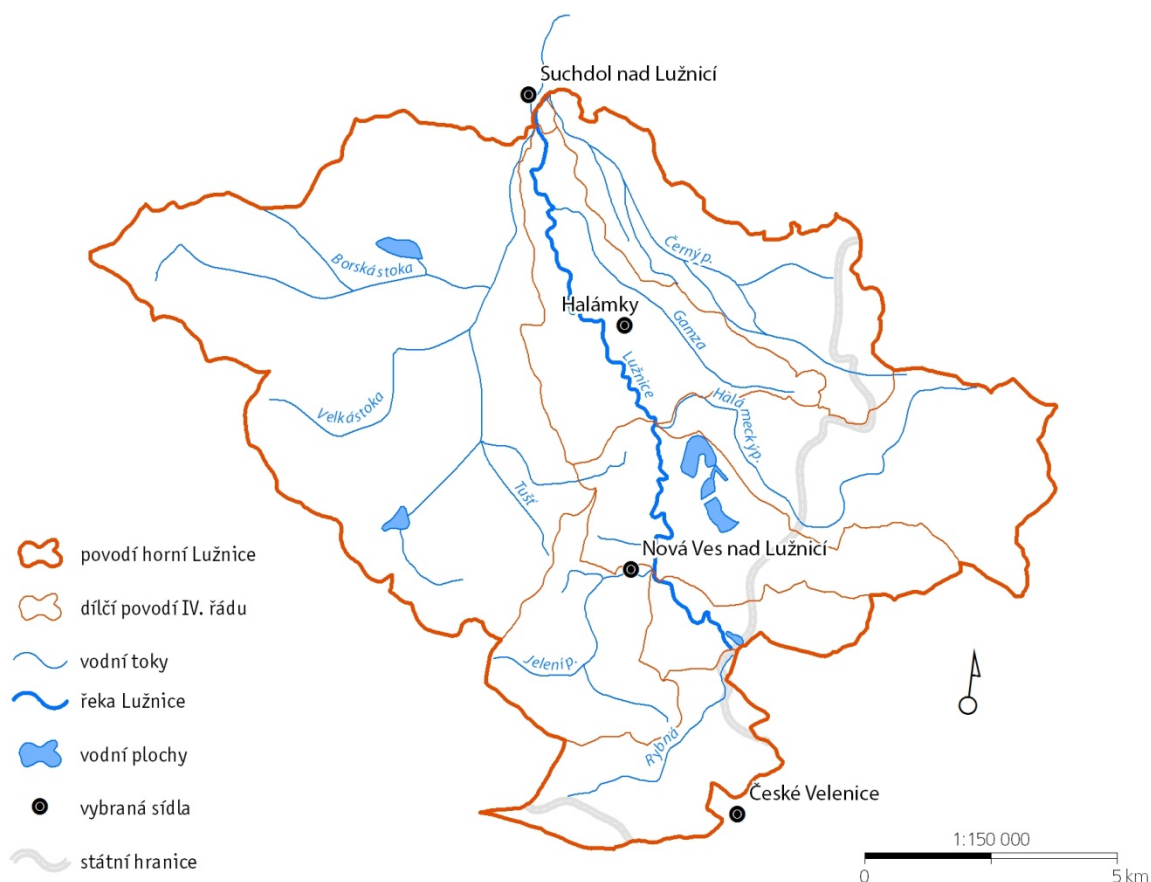 Suchdol nad Lužnicí
Černý p.
Borská stoka
Halámky
Gamza
Lužnice
Halámecký p.
Velká stoka
Tušť
Nová Ves nad Lužnicí
Jelení p.
Rybná
České Velenice
povodí horní Lužnice
dílčí povodí IV. řádu
vodní toky
řeka Lužnice
vodní plochy
vybraná sídla
státní hranice
1:150 000
0
5 km